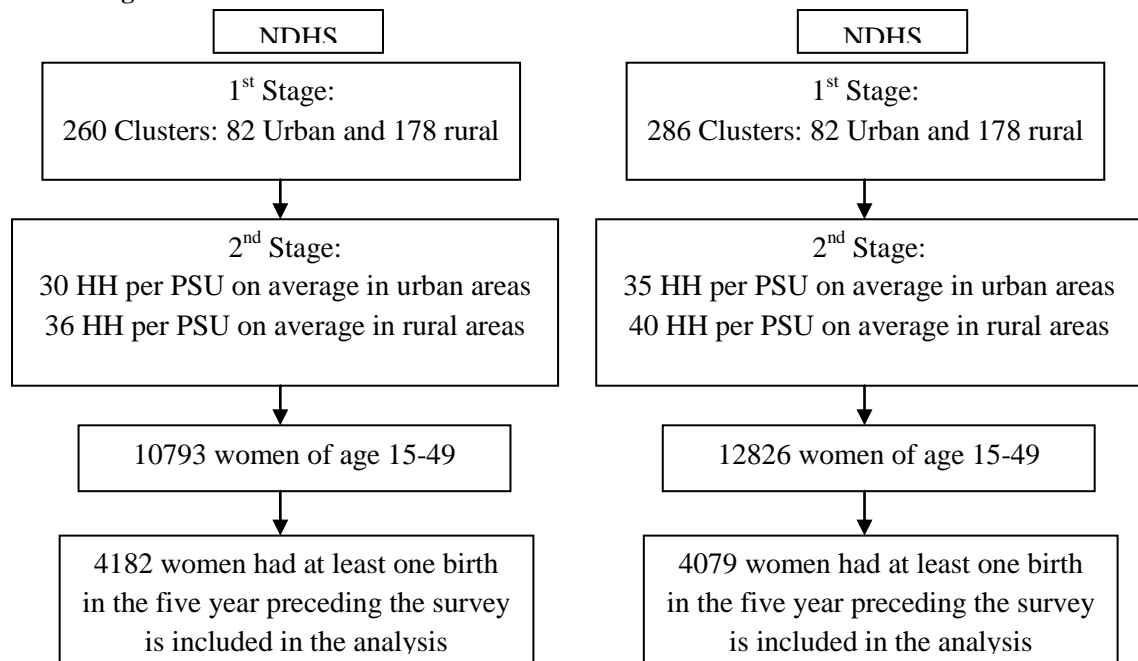 NDHS
1st Stage:
260 Clusters: 82 Urban and 178 rural
2nd Stage:
30 HH per PSU on average in urban areas
36 HH per PSU on average in rural areas
10793 women of age 15-49
4182 women had at least one birth
in the five year preceding the survey
is included in the analysis
NDHS
1st Stage:
286 Clusters: 82 Urban and 178 rural
2nd Stage:
35 HH per PSU on average in urban areas
40 HH per PSU on average in rural areas
12826 women of age 15-49
4079 women had at least one birth
in the five year preceding the survey
is included in the analysis